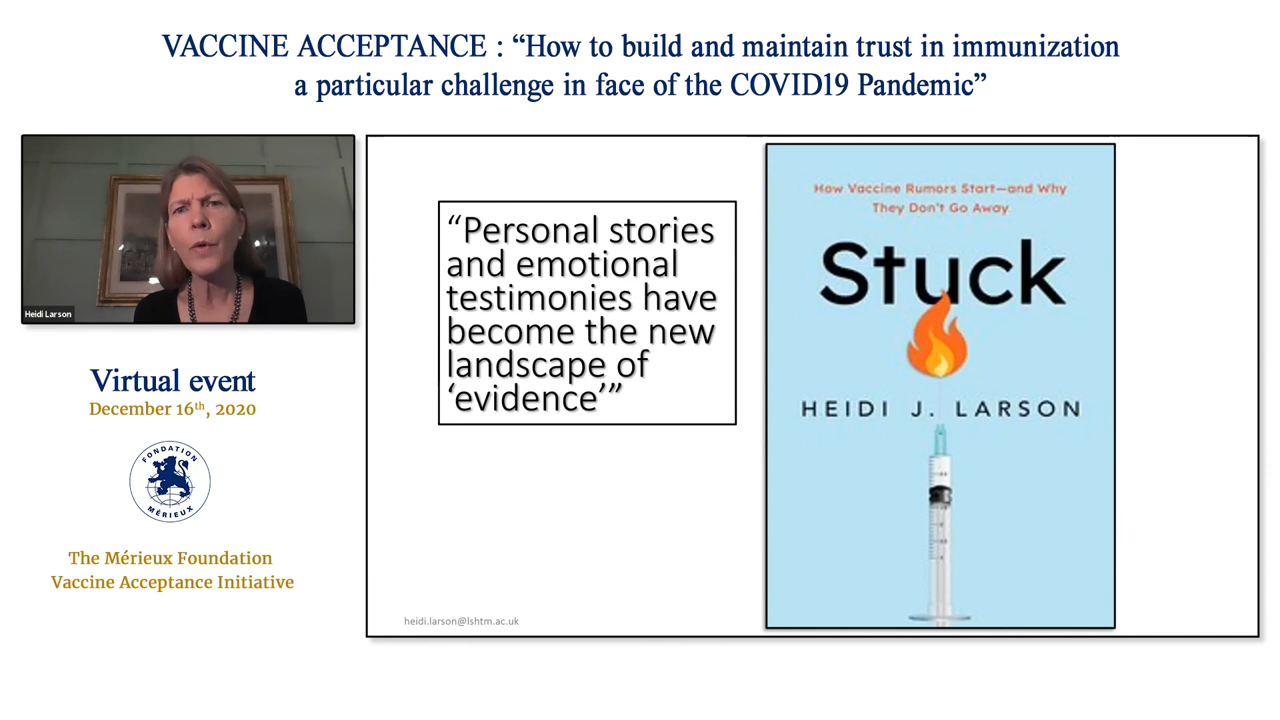 VACCINE ACCEPTANCE : “How to build and maintain trust in immunization
a particular challenge in face of the COVID19 Pandemic”
Heidi Larson
Virtual event
December 16th, 2020
FONDATION
MÉRIEUX
The Mérieux Foundation
Vaccine Acceptance Initiative
“Personal stories
and emotional
testimonies have
become the new
landscape of
‘evidence’”
heidi.larson@lshtm.ac.uk
How Vaccine Rumors Start—and Why
They Don't Go Away
Stuck
HEIDI J. LARSON